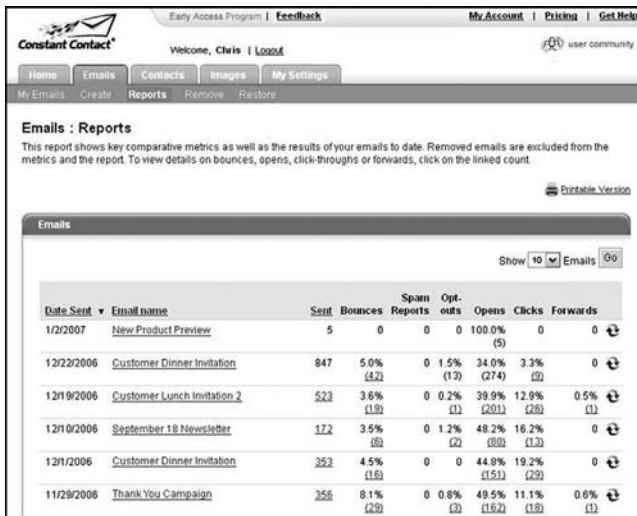 Early Access Program | Feedback
My Account | Pricing | Get Help
Constant Contact®
Welcome, Chris | Logout
user community
Home Emails Contacts Images My Settings
My Emails Create Reports Remove Restore
Emails : Reports
This report shows key comparative metrics as well as the results of your emails to date. Removed emails are excluded from the
metrics and the report. To view details on bounces, opens, click-throughs or forwards, click on the linked count.
Printable Version
Emails
Show 10 Emails Go
Spam Opt-
Date Sent ▼ Email name Sent Bounces Reports outs Opens Clicks Forwards
1/2/2007 New Product Preview 5 0 0 0 100.0% 0 0
(5)
12/22/2006 Customer Dinner Invitation 847 5.0% 0 1.5% 34.0% 3.3% 0
(42) (13) (274) (9)
12/19/2006 Customer Lunch Invitation 2 523 3.6% 0 0.2% 39.9% 12.9% 0.5%
(19) (1) (201) (26) (1)
12/10/2006 September 18 Newsletter 172 3.5% 0 1.2% 48.2% 16.2% 0
(6) (2) (80) (13)
12/1/2006 Customer Dinner Invitation 353 4.5% 0 0 44.8% 19.2% 0
(16) (151) (29)
11/29/2006 Thank You Campaign 356 8.1% 0 0.8% 49.5% 11.1% 0.6%
(29) (3) (162) (18) (1)